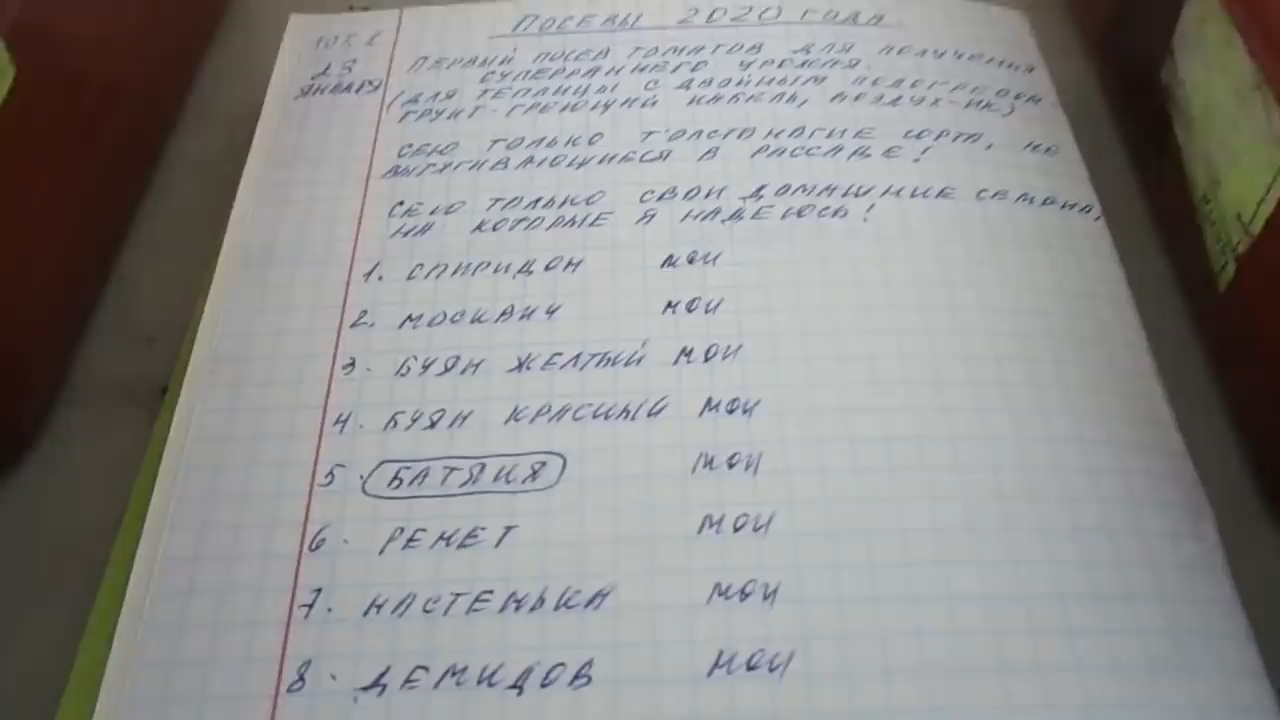 ПОСЕВЫ 2020 ГОДА
23
ЯНВАРЯ
ПЕРВЫЙ ПОСЕВ ТОМАТОВ ДЛЯ ПОЛУЧЕНИЯ
СУПЕРРАННЕГО УРОЖАЯ.
(ДЛЯ ТЕПЛИЦЫ С ДВОЙНЫМ ПОДОГРЕВОМ
ГРУНТ-ГРЕЮЩИЙ КАБЕЛЬ, ВОЗДУХ-ИК)
СЕЮ ТОЛЬКО ТОЛСТОНОГИЕ СОРТА, НЕ
ВЫТЯГИВАЮЩИЕСЯ В РАССАДЕ!
СЕЮ ТОЛЬКО СВОИ ДОМАШНИЕ СЕМЕНА,
НА КОТОРЫЕ Я НАДЕЮСЬ!
1. СПИРИДОН МОИ
2. МОСКВИЧ МОИ
3. БУЯН ЖЕЛТЫЙ МОИ
4. БУЯН КРАСНЫЙ МОИ
5. БАТЯНЯ МОИ
6. РЕНЕТ МОИ
7. НАСТЕНЬКА МОИ
8. ДЕМИДОВ МОИ